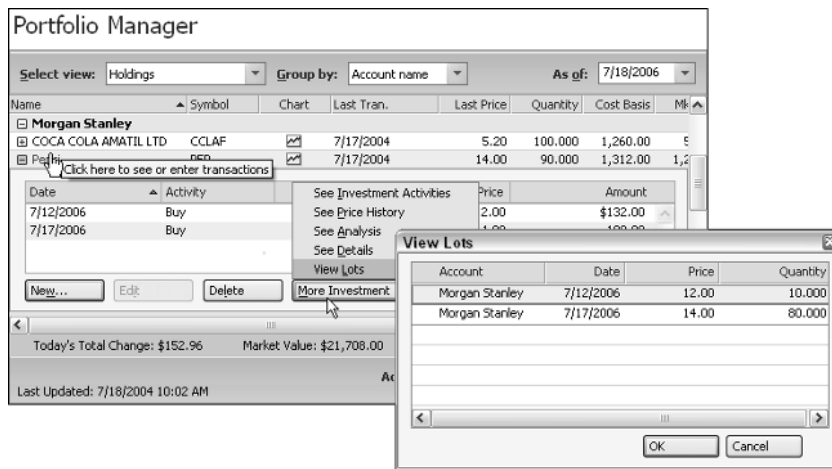 Portfolio Manager
Select view: Holdings Group by: Account name As of: 7/18/2006
Name Symbol Chart Last Tran. Last Price Quantity Cost Basis
Morgan Stanley
COCA COLA AMATIL LTD CCLAF 7/17/2004 5.20 100.000 1,260.00
7/17/2004 14.00 90.000 1,312.00
Click here to see or enter transactions
Date Activity Price Amount
7/12/2006 Buy 2.00 $132.00
7/17/2006 Buy
See Investment Activities
See Price History
See Analysis
See Details
View Lots
New... Edit Delete More Investment
Today's Total Change: $152.96 Market Value: $21,708.00
Last Updated: 7/18/2004 10:02 AM
View Lots
Account Date Price Quantity
Morgan Stanley 7/12/2006 12.00 10.000
Morgan Stanley 7/17/2006 14.00 80.000
OK Cancel